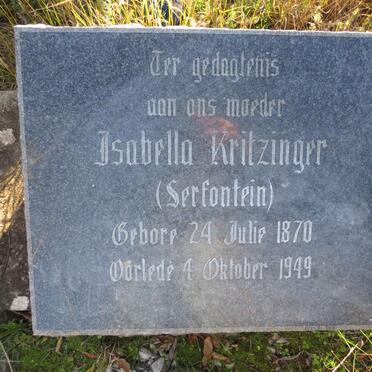 Ter gedagtenis
aan ons moeder
Isabella Kritzinger
(Serfontein)
Gebore 24 Julie 1870
Oorlede 4 Oktober 1949